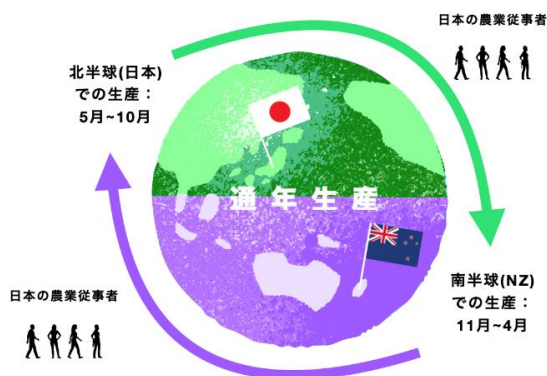 日本の農業従事者
北半球(日本)
での生産：
5月~10月
通年生産
南半球(NZ)
での生産：
11月~4月
日本の農業従事者